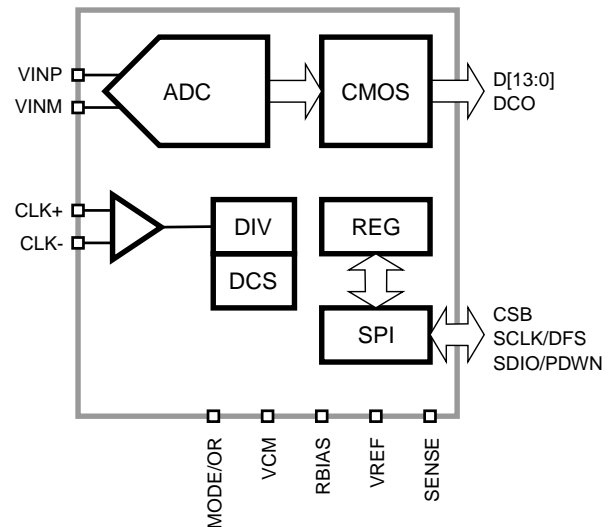 VINP
VINM
ADC
CMOS
D[13:0]
DCO
CLK+
CLK-
DIV
DCS
REG
SPI
CSB
SCLK/DFS
SDIO/PDWN
MODE/OR
VCM
RBIAS
VREF
SENSE